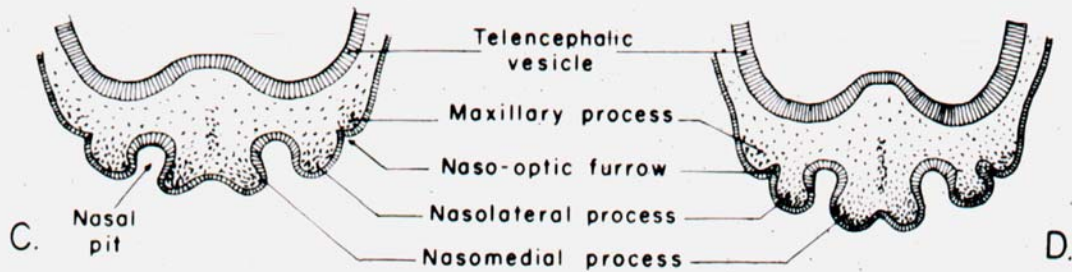 Telencephalic
vesicle
Maxillary process
Naso-optic furrow
Nasolateral process
Nasomedial process
Nasal
pit
C.
D.